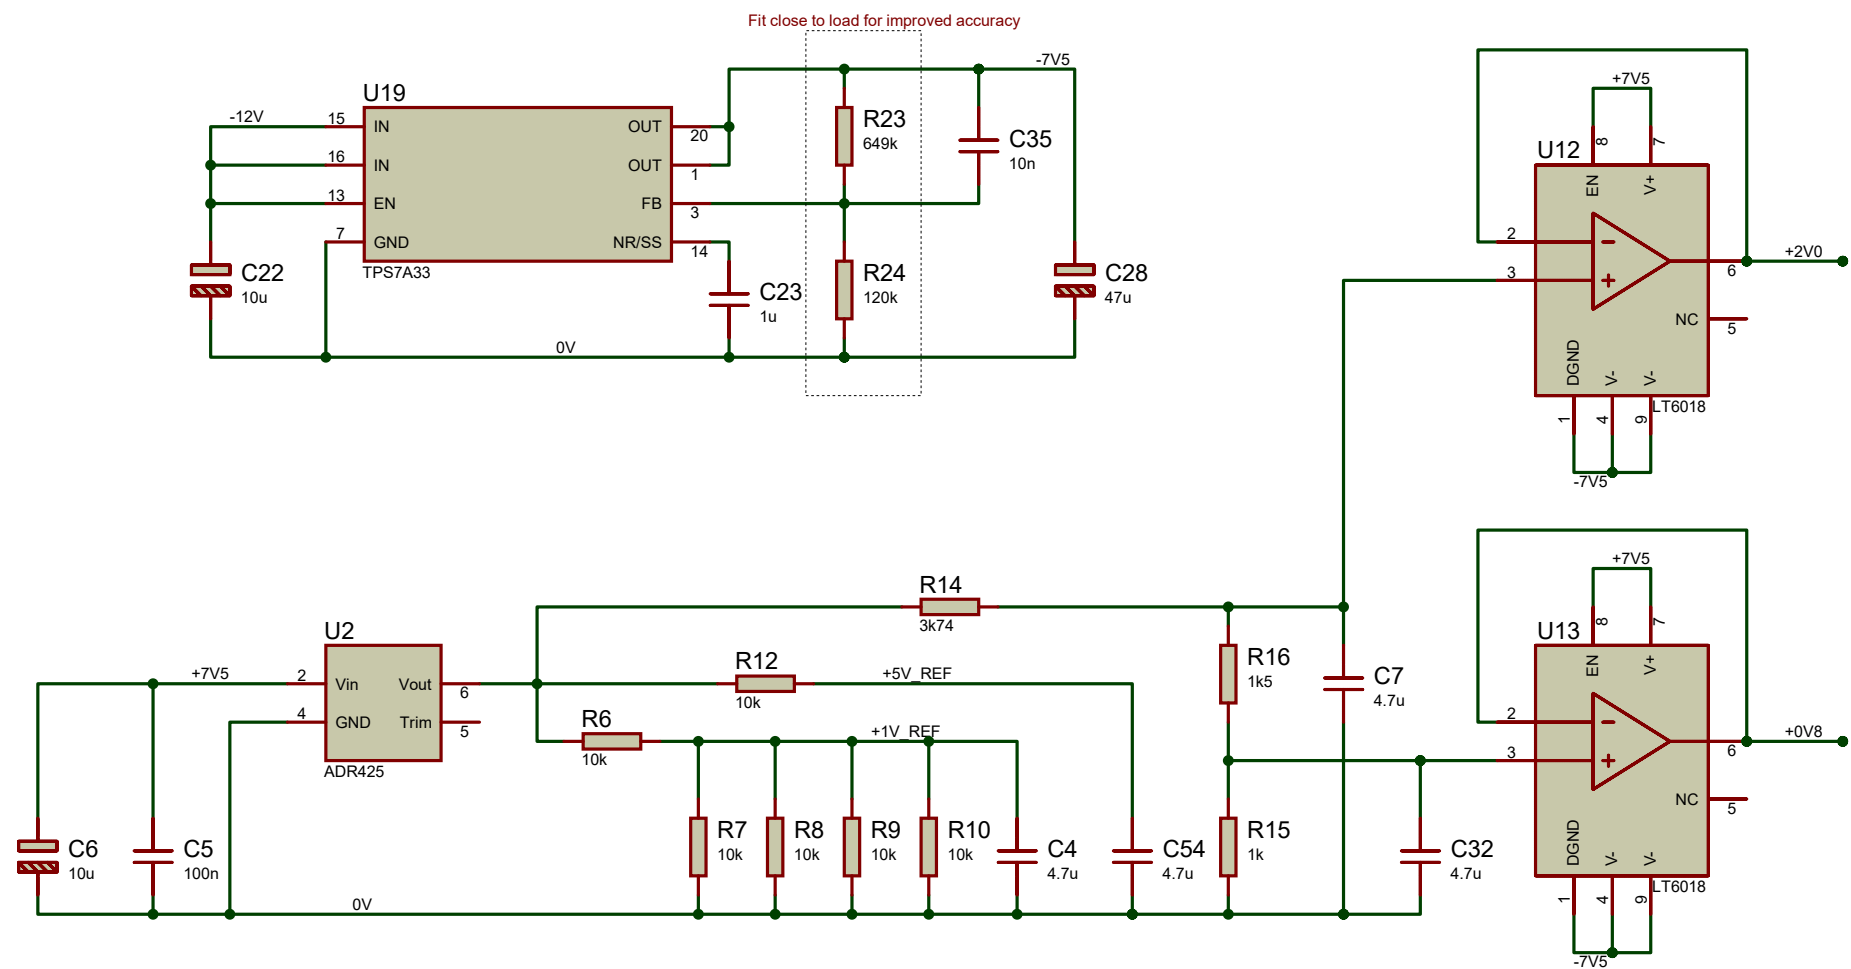 Fit close to load for improved accuracy
-7V5
U19
-12V
15
IN
OUT
20
16
IN
OUT
1
13
EN
FB
3
7
GND
NR/SS
14
TPS7A33
R23
649k
C35
10n
C22
10u
C23
1u
R24
120k
C28
47u
0V
+7V5
U12
8
7
EN
V+
2
3
6
+2V0
NC
5
DGND
V-
V-
LT6018
1
4
9
-7V5
R14
3k74
U2
+7V5
2
Vin
Vout
6
4
GND
Trim
5
ADR425
R12
10k
+5V_REF
R6
10k
+1V_REF
R16
1k5
C7
4.7u
C6
10u
C5
100n
R7
10k
R8
10k
R9
10k
R10
10k
C4
4.7u
C54
4.7u
R15
1k
C32
4.7u
0V
+7V5
U13
8
7
EN
V+
2
3
6
+0V8
NC
5
DGND
V-
V-
LT6018
1
4
9
-7V5